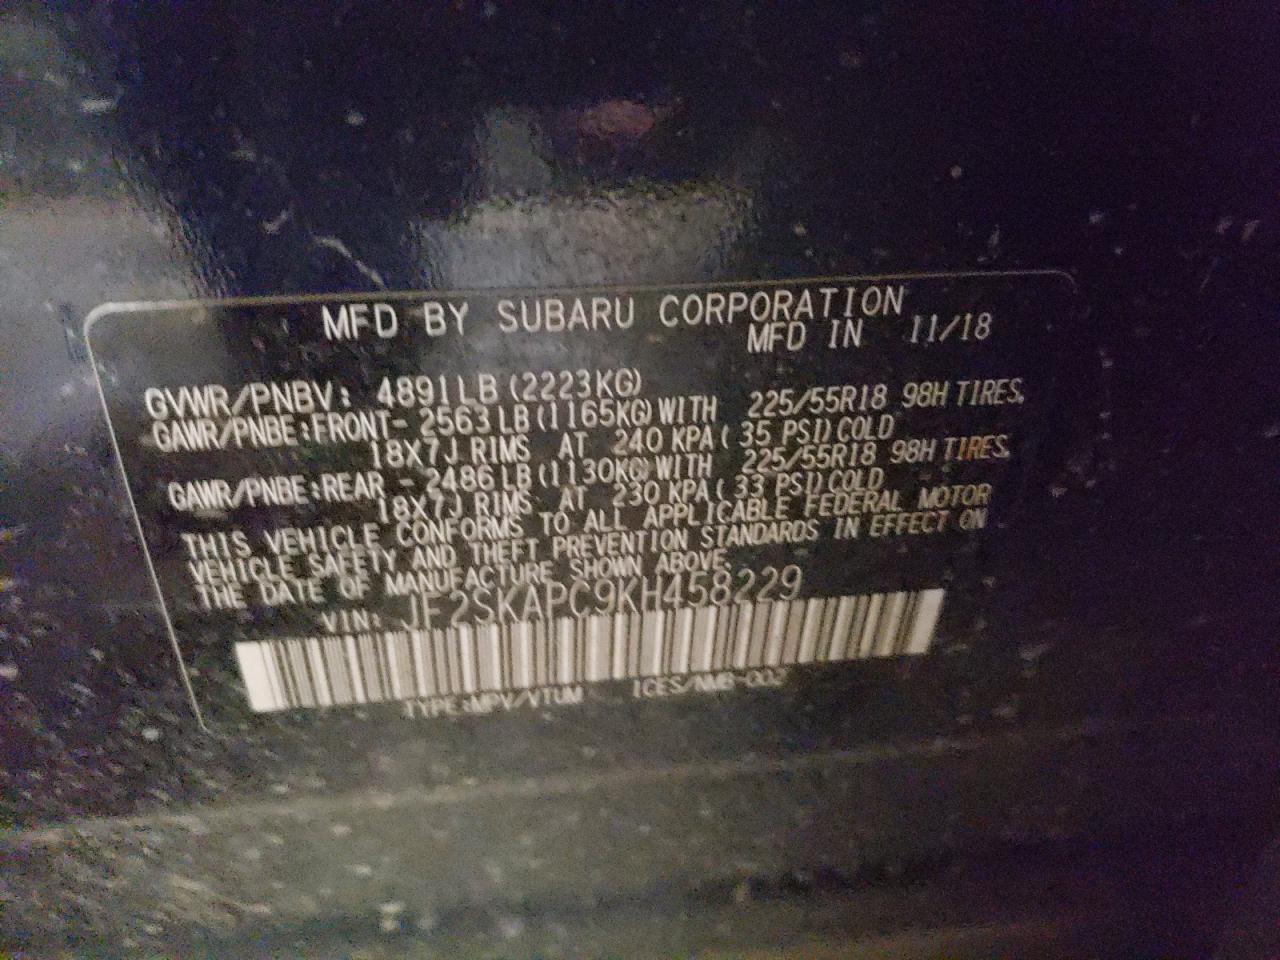 MFD BY SUBARU CORPORATION
MFD IN 11/18
GVWR/PNBV: 4891LB (2223KG)
GAWR/PNBE:FRONT- 2563 LB (1165KG) WITH 225/55R18 98H TIRES,
18X7J RIMS AT 240 KPA ( 35 PSI) COLD
GAWR/PNBE:REAR - 2486 LB (1130KG) WITH 225/55R18 98H TIRES,
18X7J RIMS AT 230 KPA ( 33 PSI) COLD
THIS VEHICLE CONFORMS TO ALL APPLICABLE FEDERAL MOTOR
VEHICLE SAFETY AND THEFT PREVENTION STANDARDS IN EFFECT ON
THE DATE OF MANUFACTURE SHOWN ABOVE.
VIN: JF2SKAPC9KH458229
TYPE:MPV/VTUM ICES/NMB-002